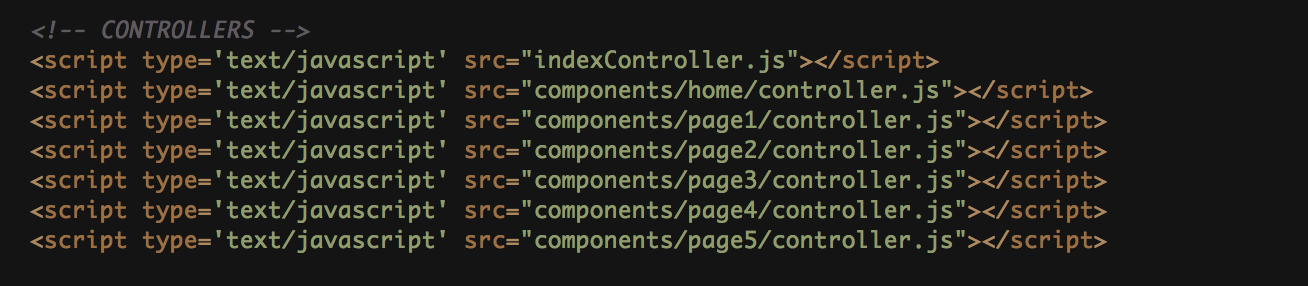 <!-- CONTROLLERS -->
<script type='text/javascript' src="indexController.js"></script>
<script type='text/javascript' src="components/home/controller.js"></script>
<script type='text/javascript' src="components/page1/controller.js"></script>
<script type='text/javascript' src="components/page2/controller.js"></script>
<script type='text/javascript' src="components/page3/controller.js"></script>
<script type='text/javascript' src="components/page4/controller.js"></script>
<script type='text/javascript' src="components/page5/controller.js"></script>